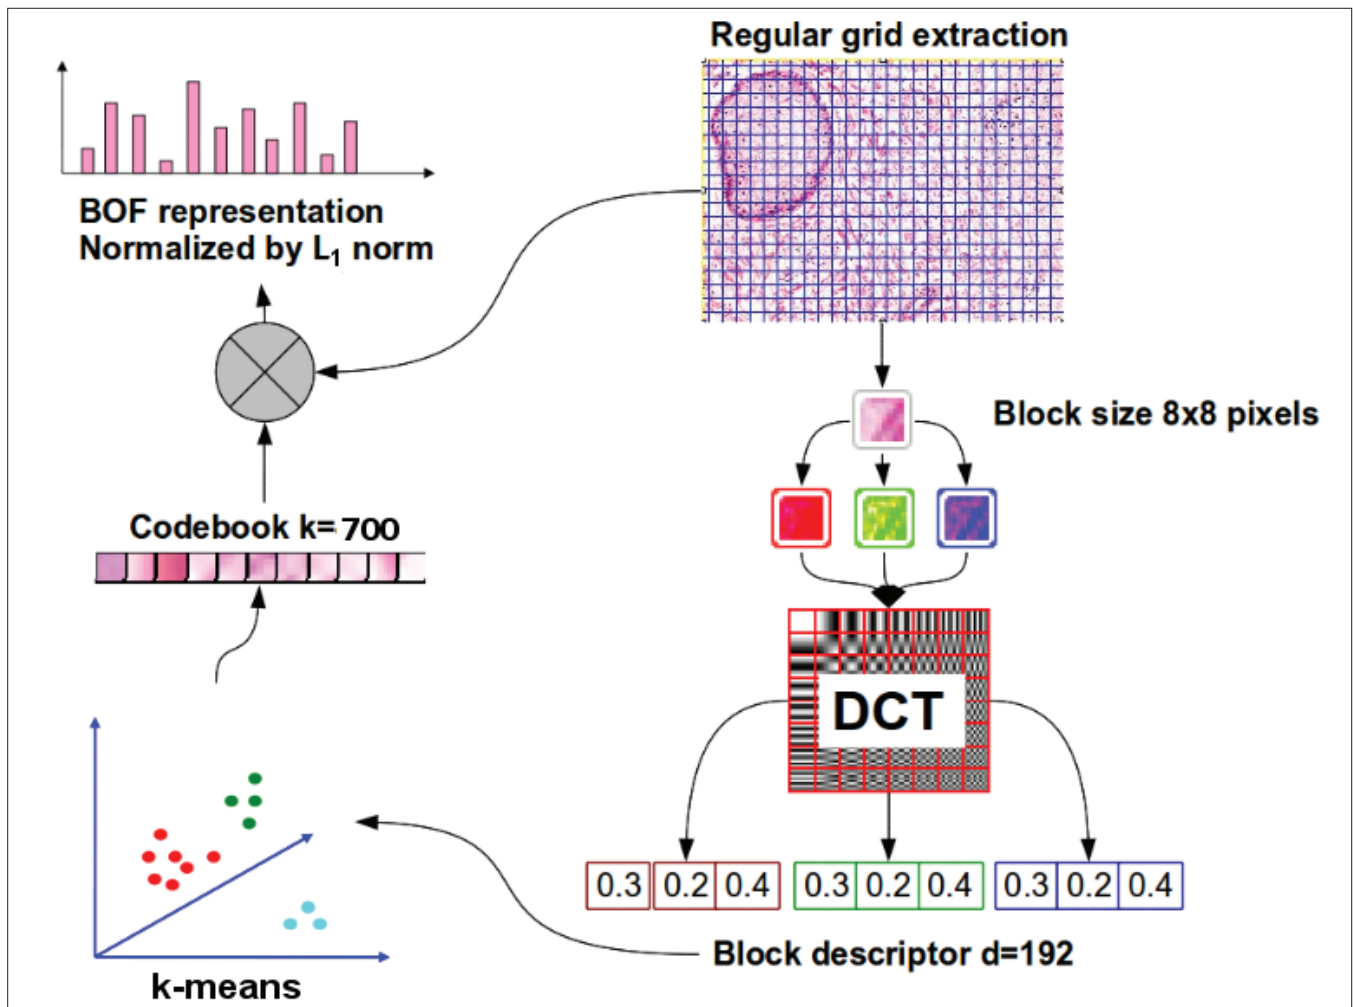 Regular grid extraction
BOF representation
Normalized by L1 norm
Block size 8x8 pixels
Codebook k=700
DCT
0.3 0.2 0.4 0.3 0.2 0.4 0.3 0.2 0.4
Block descriptor d=192
k-means